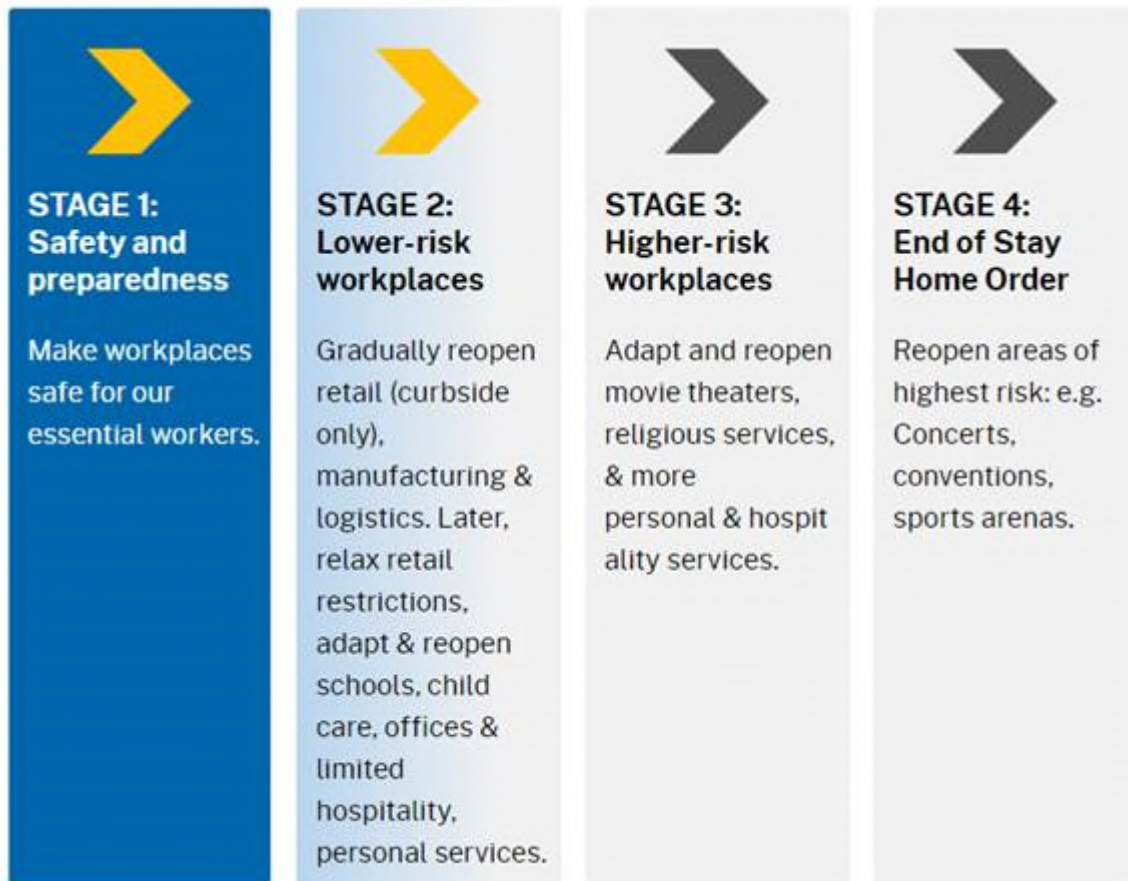 STAGE 1:
Safety and
preparedness
Make workplaces
safe for our
essential workers.
STAGE 2:
Lower-risk
workplaces
Gradually reopen
retail (curbside
only),
manufacturing &
logistics. Later,
relax retail
restrictions,
adapt & reopen
schools, child
care, offices &
limited
hospitality,
personal services.
STAGE 3:
Higher-risk
workplaces
Adapt and reopen
movie theaters,
religious services,
& more
personal & hospit
ality services.
STAGE 4:
End of Stay
Home Order
Reopen areas of
highest risk: e.g.
Concerts,
conventions,
sports arenas.